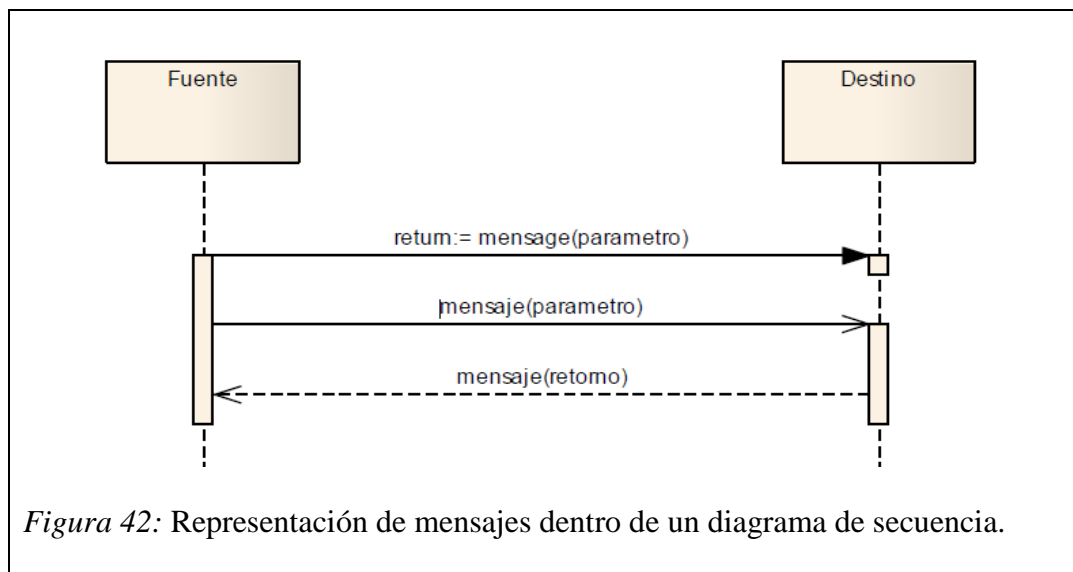 Fuente
Destino
return:= mensage(parametro)
mensaje(parametro)
mensaje(retorno)
Figura 42: Representación de mensajes dentro de un diagrama de secuencia.